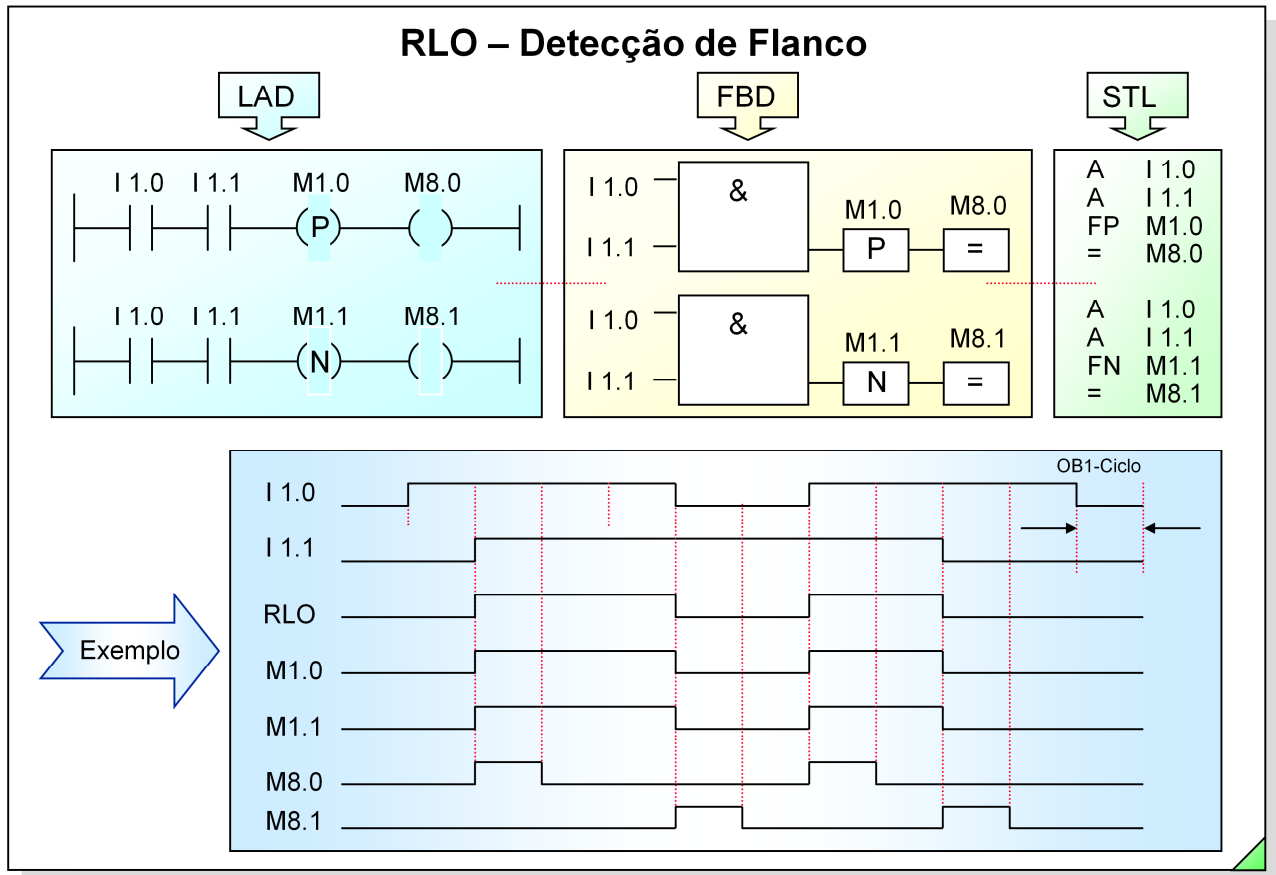 RLO – Detecção de Flanco
LAD
FBD
STL
I 1.0 I 1.1 M1.0 M8.0
P
I 1.0 I 1.1 M1.1 M8.1
N
I 1.0
&
I 1.1
M1.0 M8.0
P =
I 1.0
&
I 1.1
M1.1 M8.1
N =
A I 1.0
A I 1.1
FP M1.0
= M8.0
A I 1.0
A I 1.1
FN M1.1
= M8.1
OB1-Ciclo
Exemplo
I 1.0
I 1.1
RLO
M1.0
M1.1
M8.0
M8.1